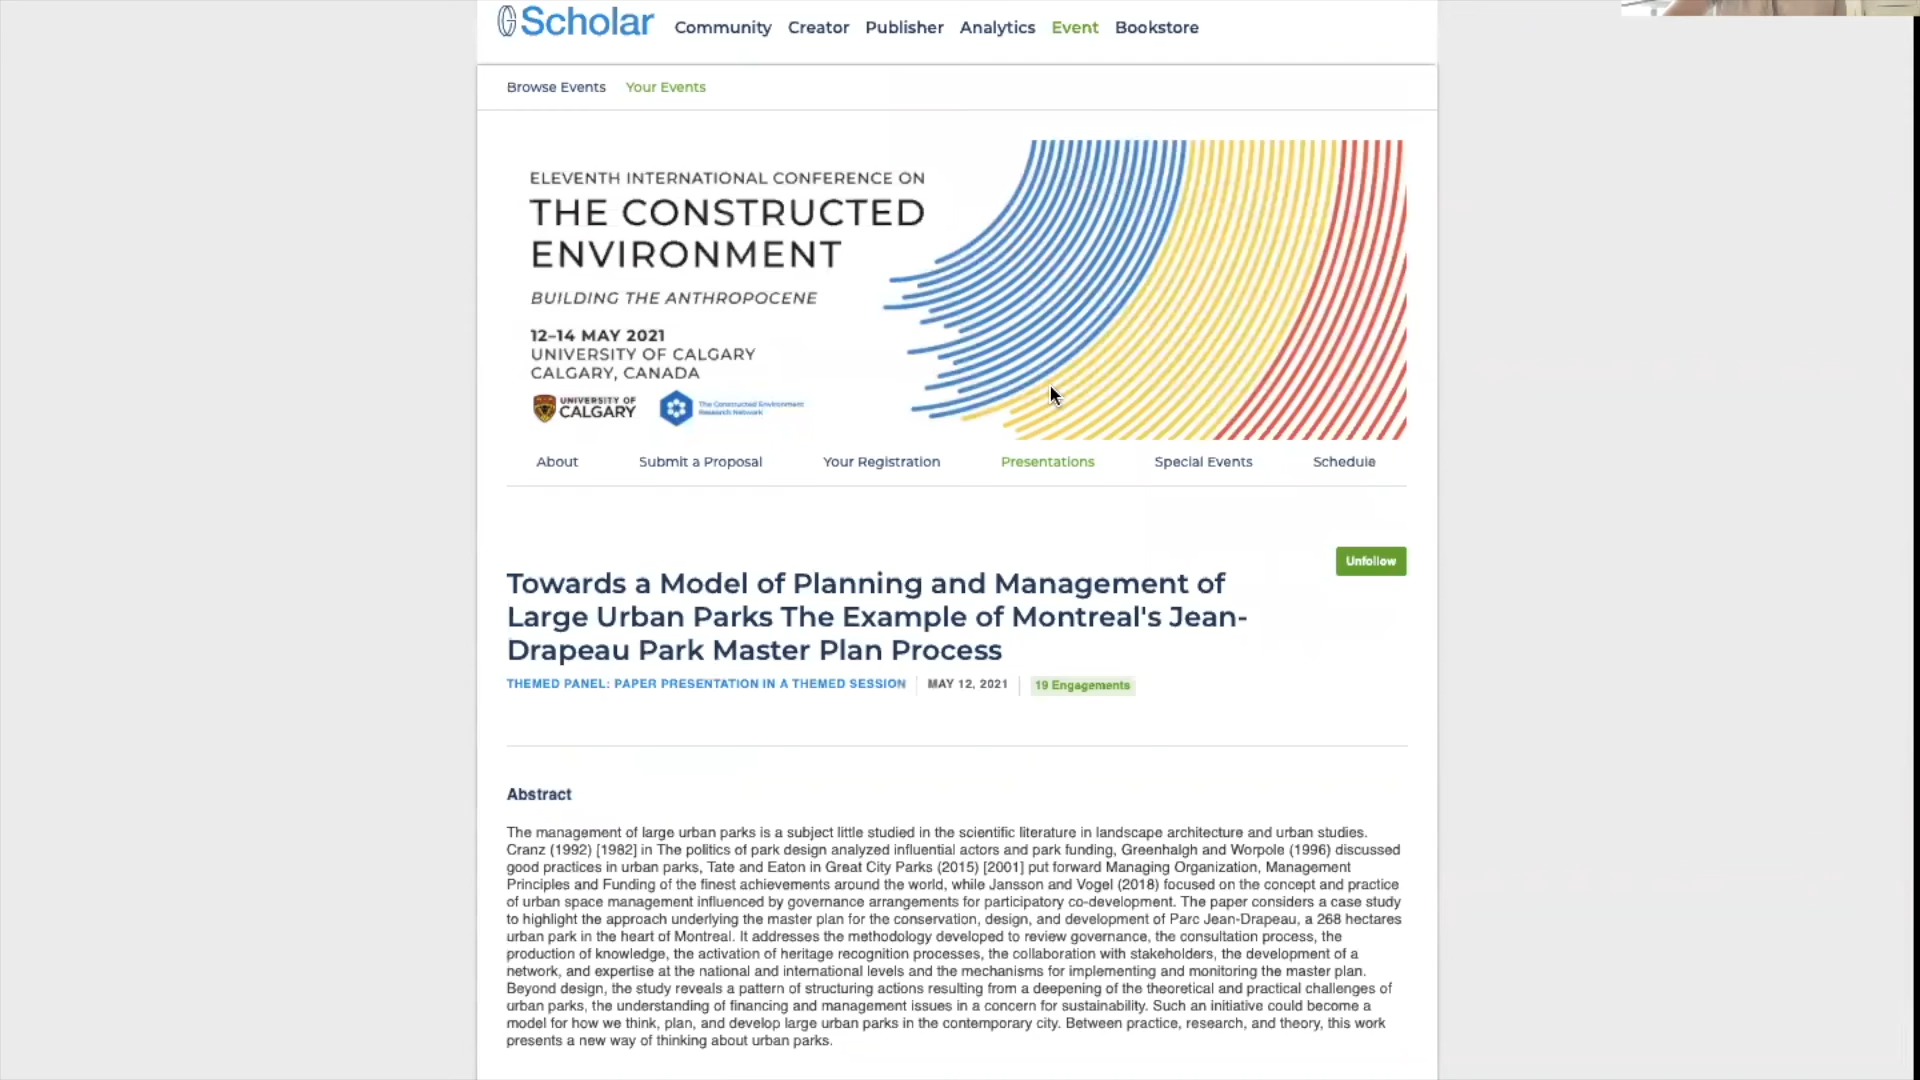 Scholar
Community Creator Publisher Analytics Event Bookstore
Browse Events Your Events
ELEVENTH INTERNATIONAL CONFERENCE ON
THE CONSTRUCTED
ENVIRONMENT
BUILDING THE ANTHROPOCENE
12–14 MAY 2021
UNIVERSITY OF CALGARY
CALGARY, CANADA
UNIVERSITY OF
CALGARY
The Constructed Environment
Research Network
About Submit a Proposal Your Registration Presentations Special Events Schedule
Unfollow
Towards a Model of Planning and Management of
Large Urban Parks The Example of Montreal's Jean-
Drapeau Park Master Plan Process
THEMED PANEL: PAPER PRESENTATION IN A THEMED SESSION MAY 12, 2021 19 Engagements
Abstract
The management of large urban parks is a subject little studied in the scientific literature in landscape architecture and urban studies.
Cranz (1992) [1982] in The politics of park design analyzed influential actors and park funding, Greenhalgh and Worpole (1996) discussed
good practices in urban parks, Tate and Eaton in Great City Parks (2015) [2001] put forward Managing Organization, Management
Principles and Funding of the finest achievements around the world, while Jansson and Vogel (2018) focused on the concept and practice
of urban space management influenced by governance arrangements for participatory co-development. The paper considers a case study
to highlight the approach underlying the master plan for the conservation, design, and development of Parc Jean-Drapeau, a 268 hectares
urban park in the heart of Montreal. It addresses the methodology developed to review governance, the consultation process, the
production of knowledge, the activation of heritage recognition processes, the collaboration with stakeholders, the development of a
network, and expertise at the national and international levels and the mechanisms for implementing and monitoring the master plan.
Beyond design, the study reveals a pattern of structuring actions resulting from a deepening of the theoretical and practical challenges of
urban parks, the understanding of financing and management issues in a concern for sustainability. Such an initiative could become a
model for how we think, plan, and develop large urban parks in the contemporary city. Between practice, research, and theory, this work
presents a new way of thinking about urban parks.